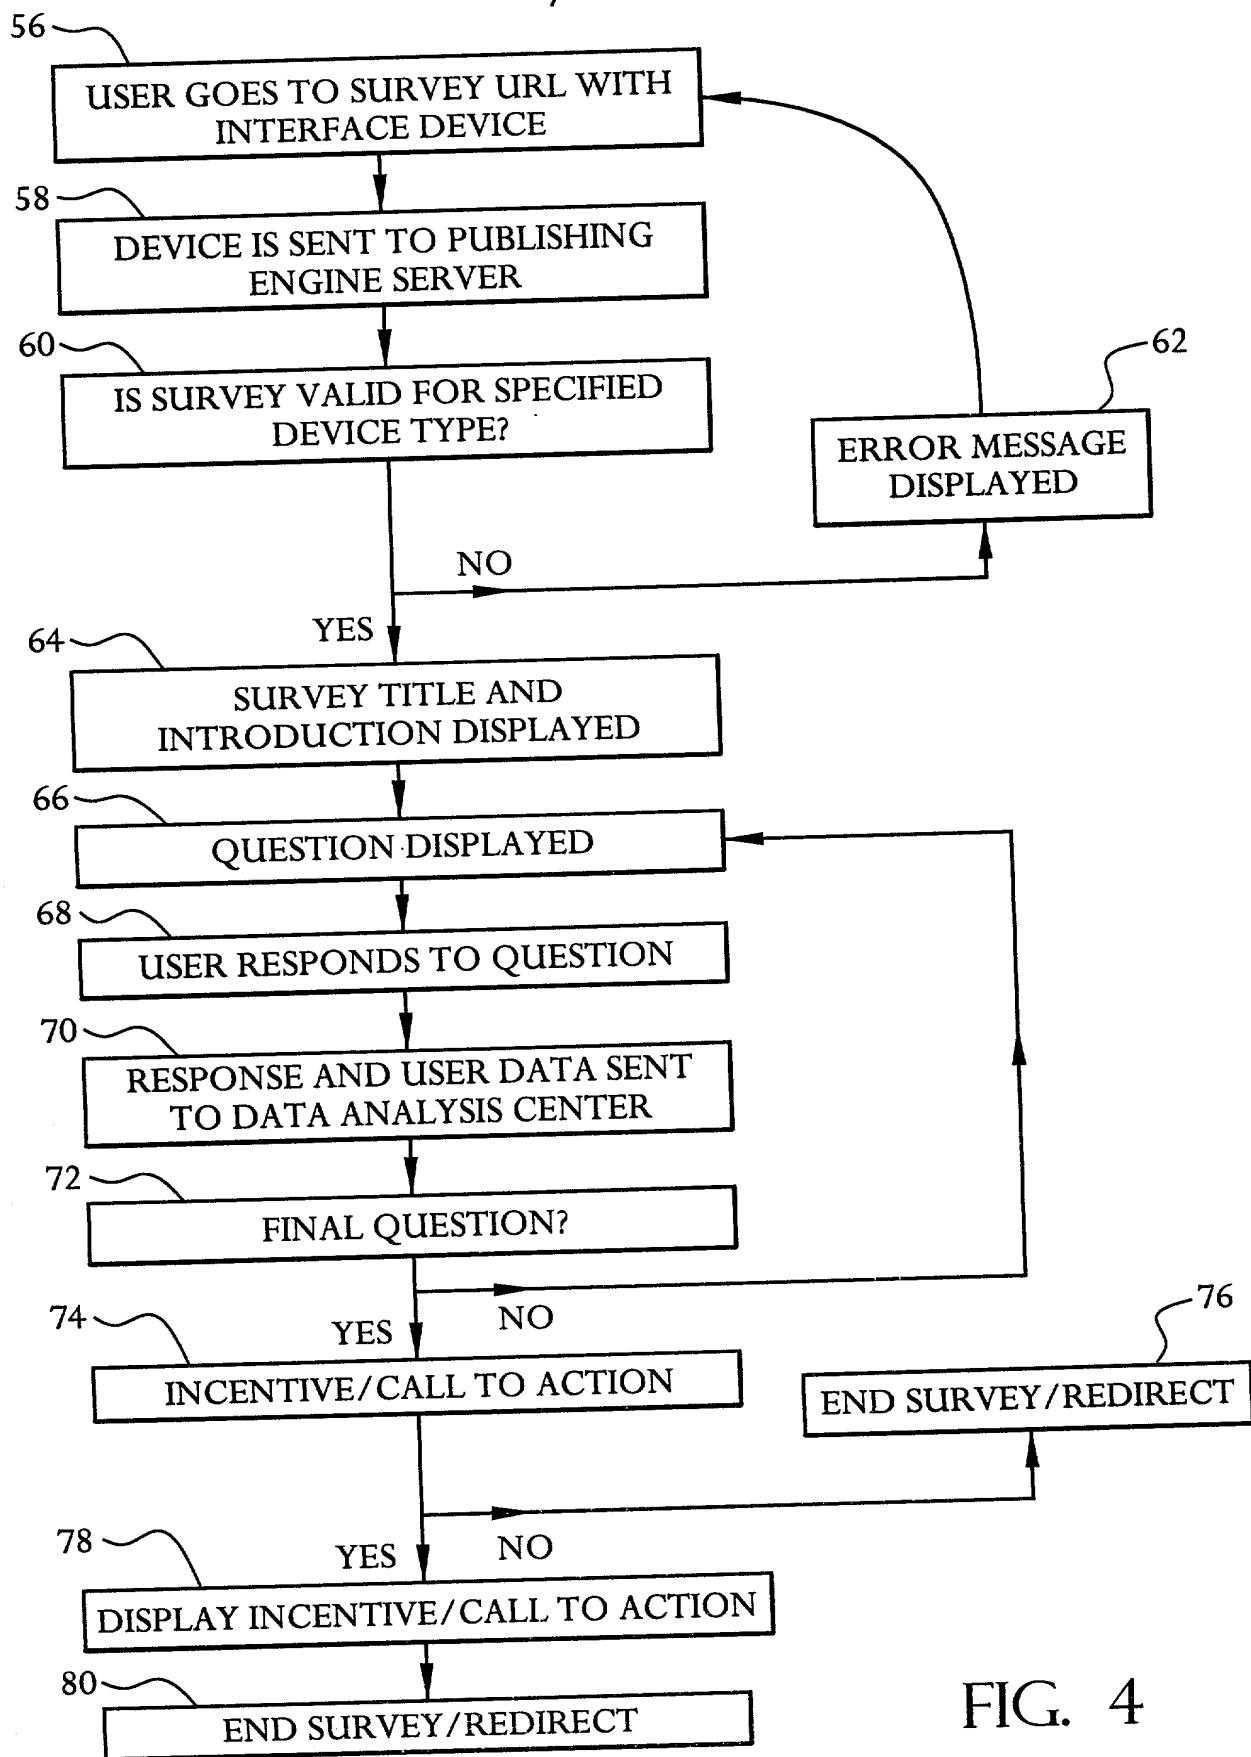 56
USER GOES TO SURVEY URL WITH
INTERFACE DEVICE
58
DEVICE IS SENT TO PUBLISHING
ENGINE SERVER
60
IS SURVEY VALID FOR SPECIFIED
DEVICE TYPE?
62
ERROR MESSAGE
DISPLAYED
NO
YES
64
SURVEY TITLE AND
INTRODUCTION DISPLAYED
66
QUESTION DISPLAYED
68
USER RESPONDS TO QUESTION
70
RESPONSE AND USER DATA SENT
TO DATA ANALYSIS CENTER
72
FINAL QUESTION?
NO
YES
74
INCENTIVE/CALL TO ACTION
76
END SURVEY/REDIRECT
NO
YES
78
DISPLAY INCENTIVE/CALL TO ACTION
80
END SURVEY/REDIRECT
FIG. 4